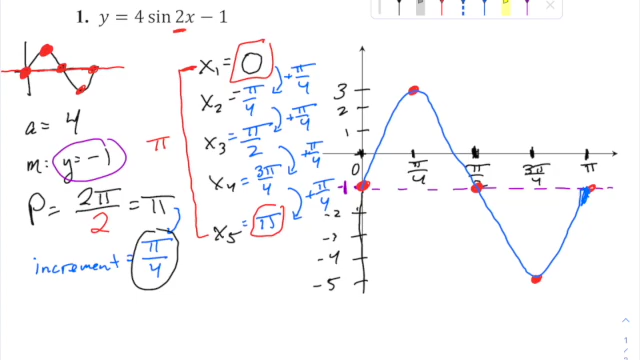 1. y = 4 sin 2x − 1
a = 4
m: y = -1
P = 2π/2 = π
increment = π/4
π
x₁ = 0
+π/4
x₂ = π/4
+π/4
x₃ = π/2
+π/4
x₄ = 3π/4
+π/4
x₅ = π
3
2
1
0
π/4
π/2
3π/4
π
-1
-2
-3
-4
-5
1